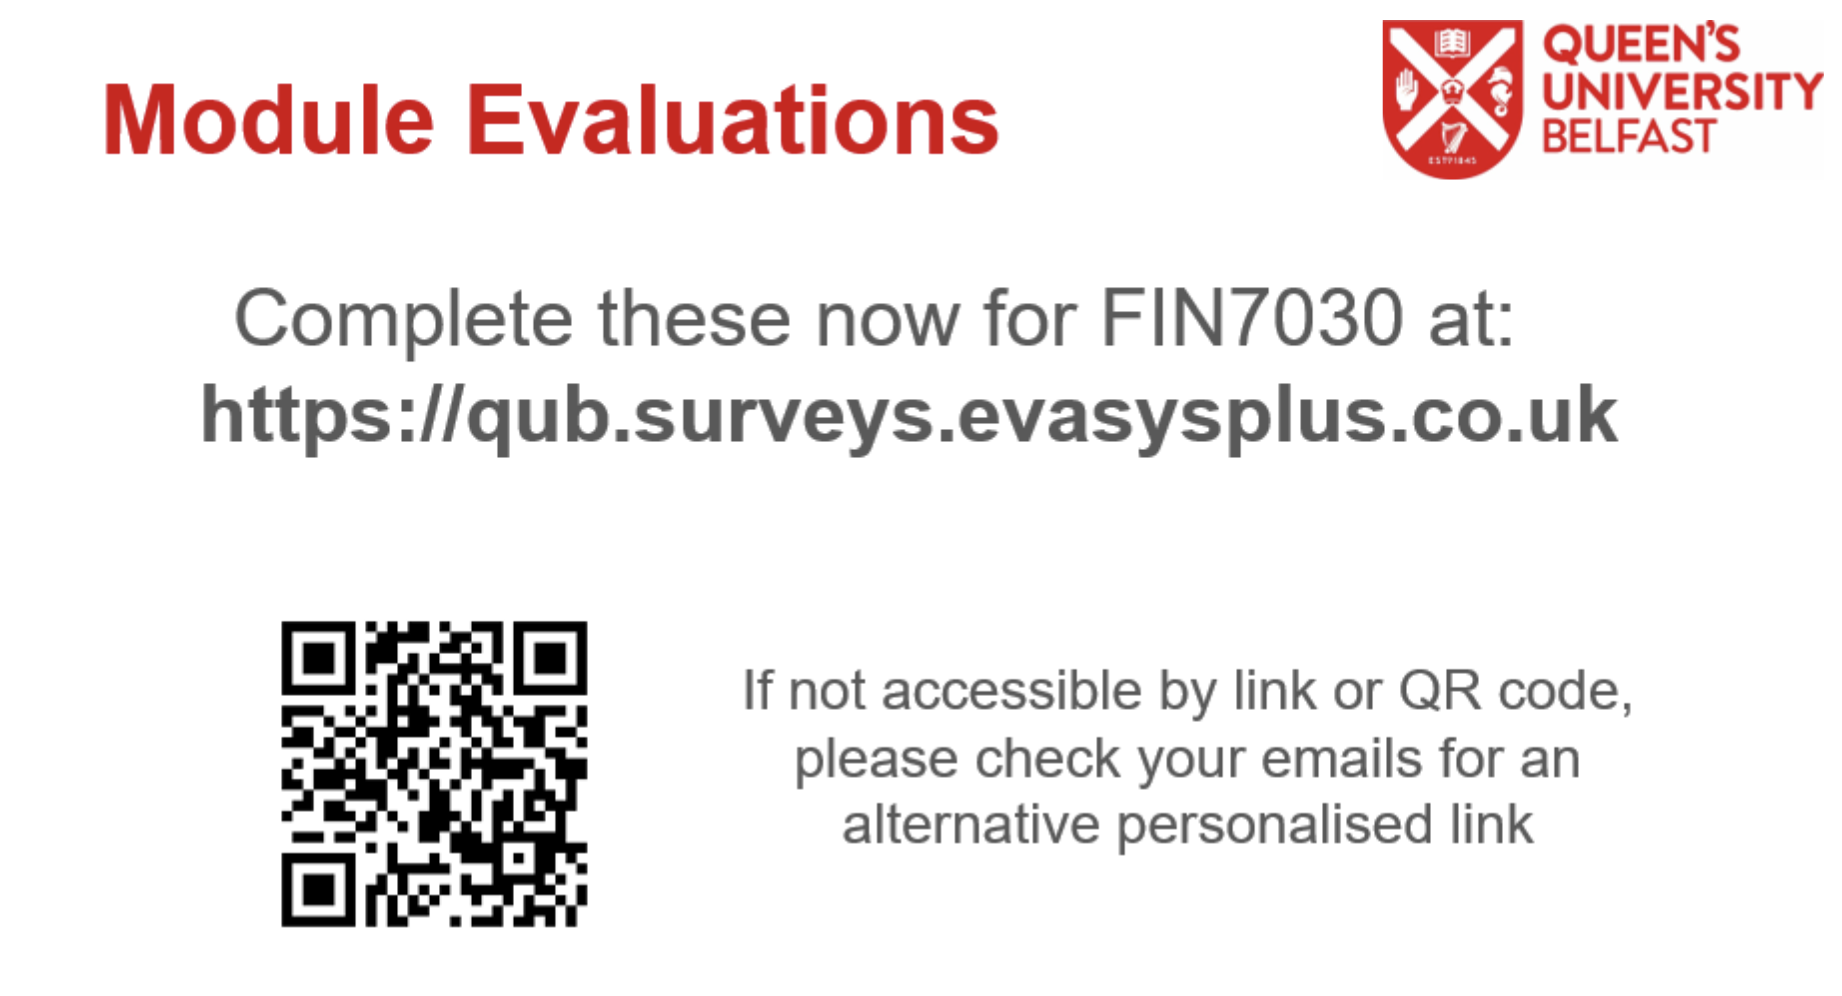 QUEEN'S
UNIVERSITY
BELFAST
ESTD1845
Module Evaluations
Complete these now for FIN7030 at:
https://qub.surveys.evasysplus.co.uk
If not accessible by link or QR code,
please check your emails for an
alternative personalised link